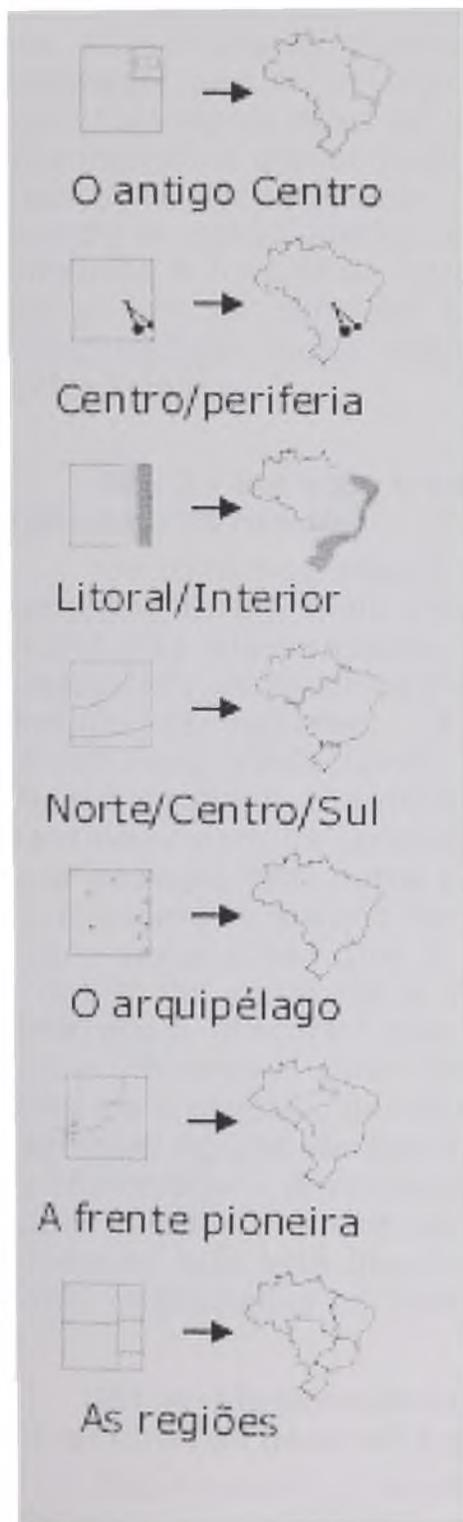 O antigo Centro
Centro/periferia
Litoral/Interior
Norte/Centro/Sul
O arquipélago
A frente pioneira
As regiões